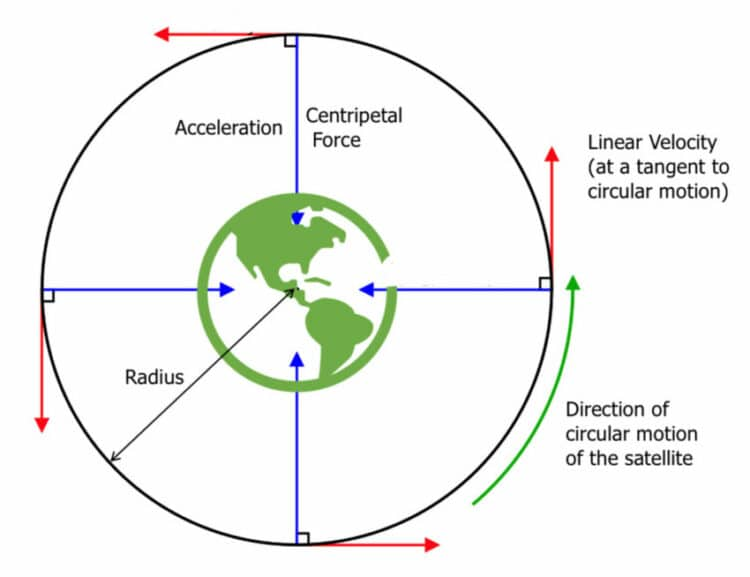 Acceleration
Centripetal
Force
Linear Velocity
(at a tangent to
circular motion)
Radius
Direction of
circular motion
of the satellite